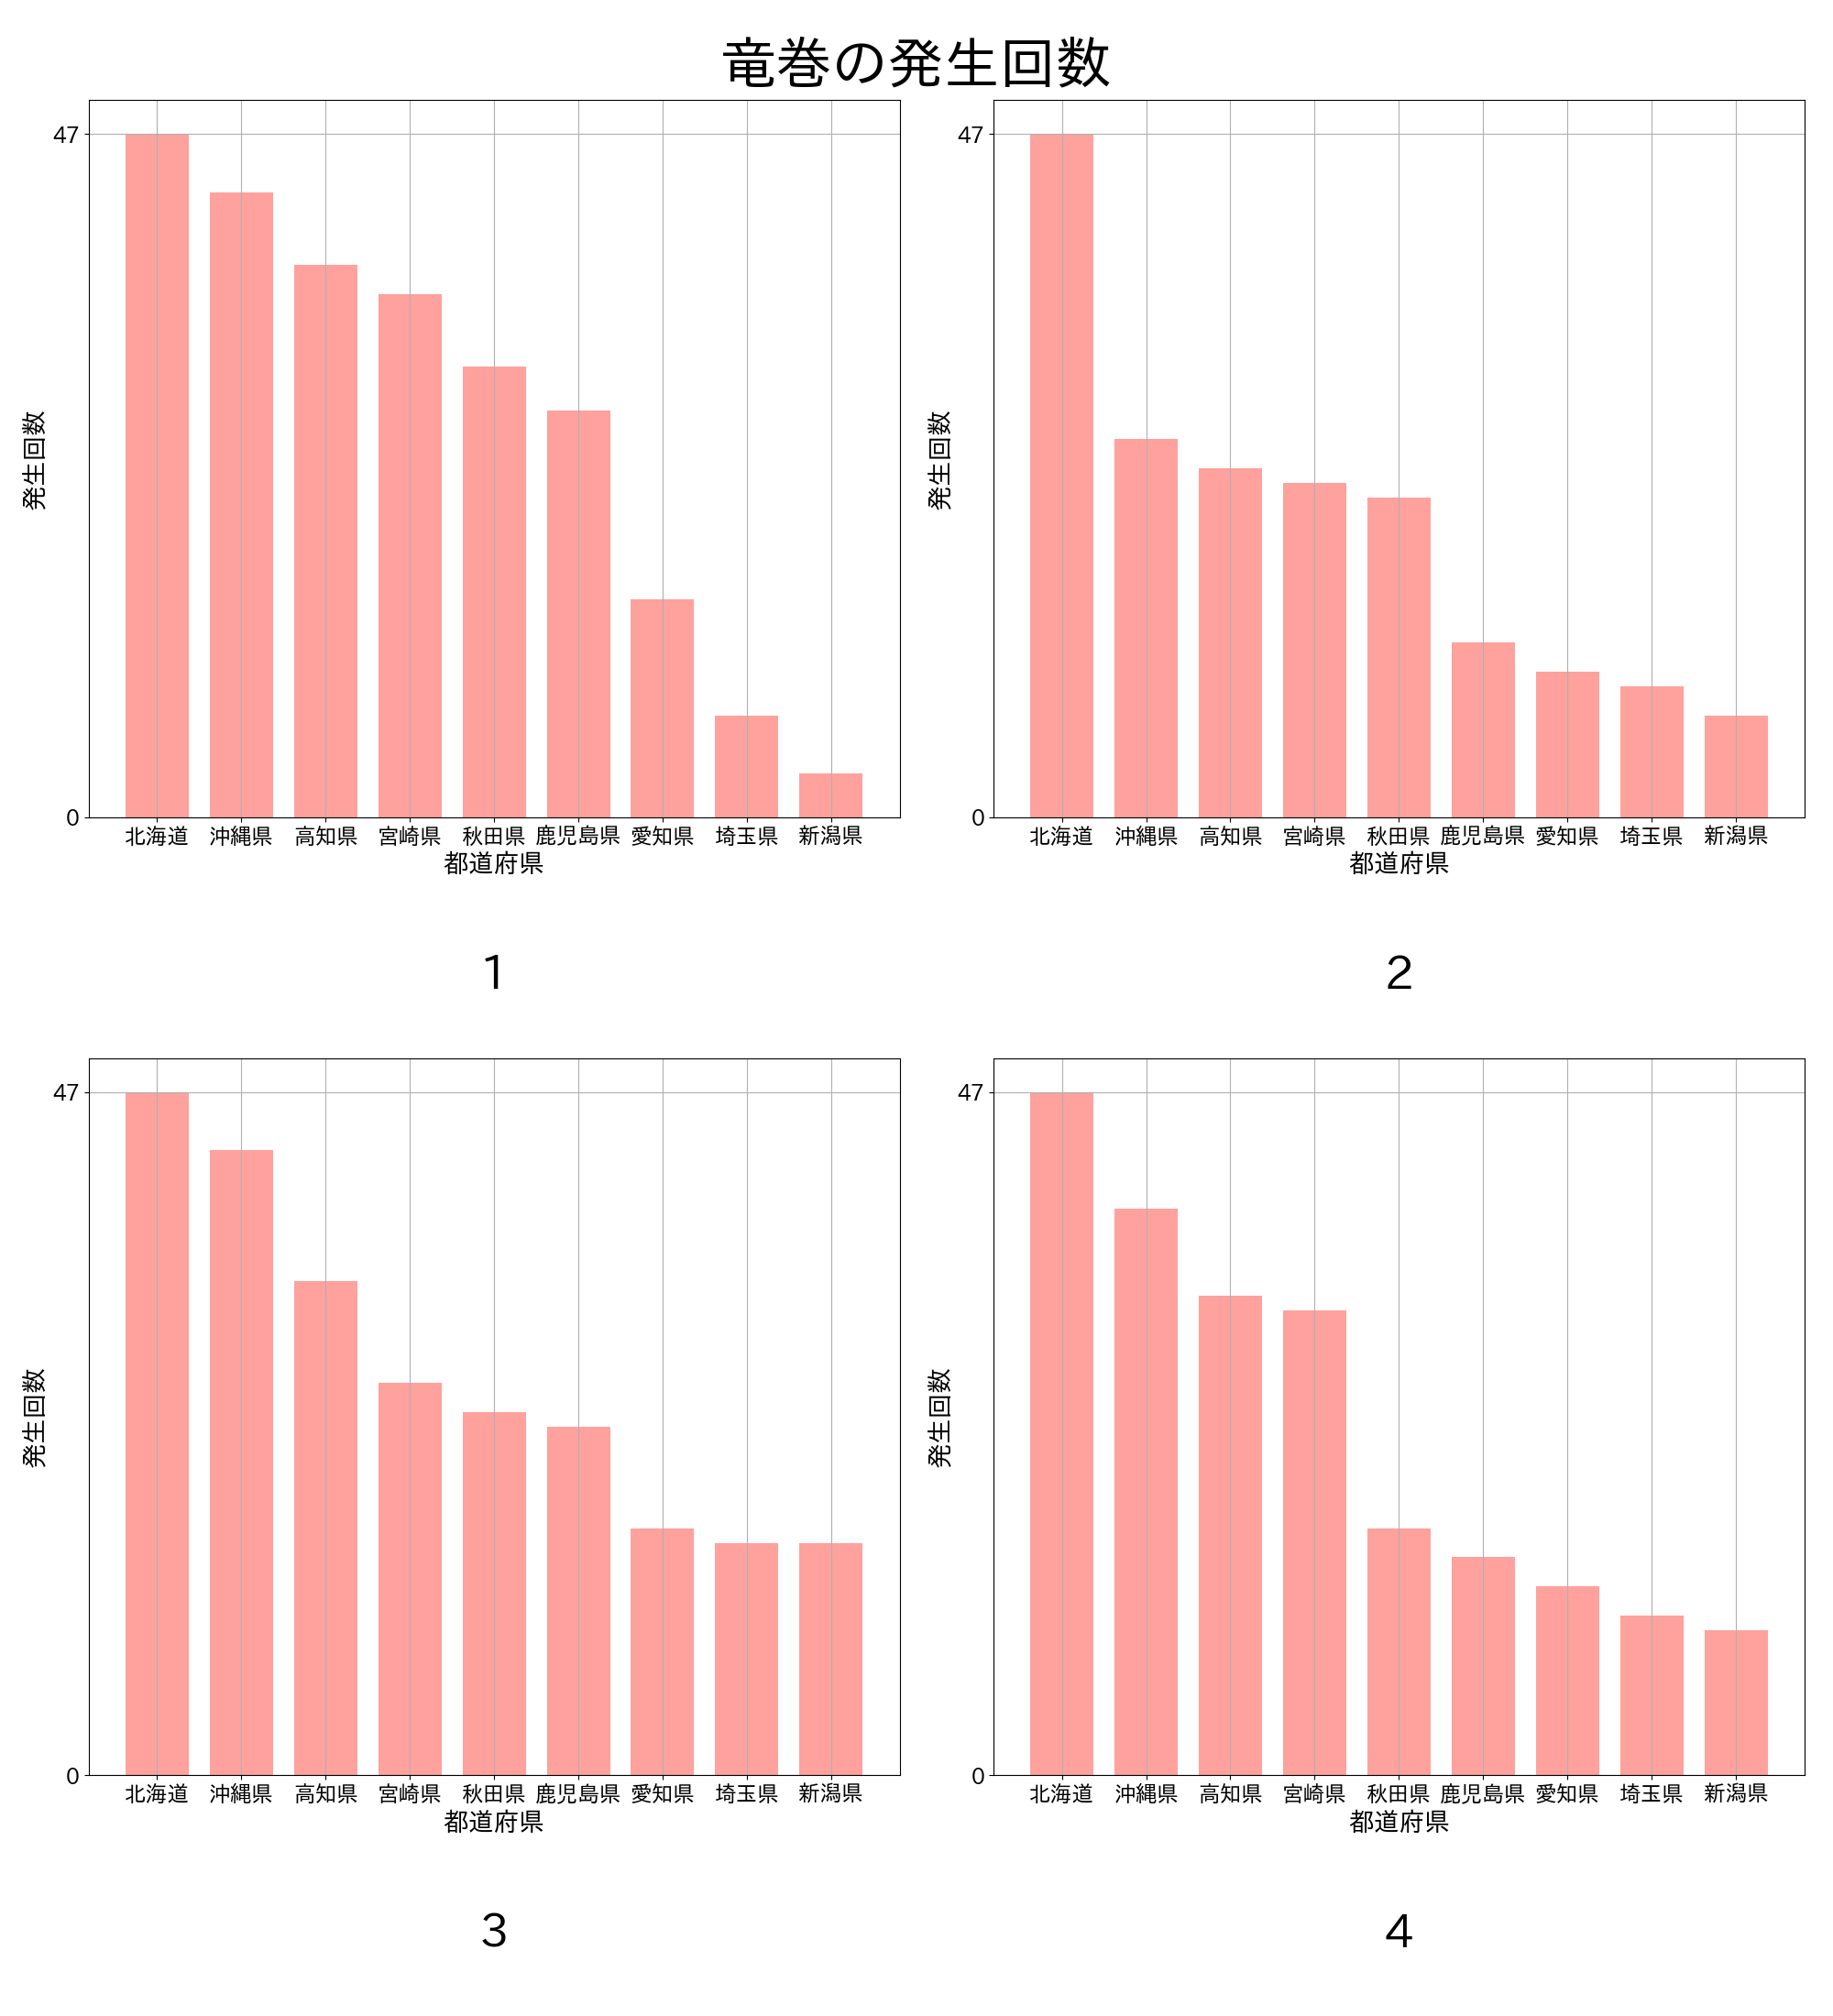 竜巻の発生回数
47
0
発生回数
北海道 沖縄県 高知県 宮崎県 秋田県 鹿児島県 愛知県 埼玉県 新潟県
都道府県
1
47
0
発生回数
北海道 沖縄県 高知県 宮崎県 秋田県 鹿児島県 愛知県 埼玉県 新潟県
都道府県
2
47
0
発生回数
北海道 沖縄県 高知県 宮崎県 秋田県 鹿児島県 愛知県 埼玉県 新潟県
都道府県
3
47
0
発生回数
北海道 沖縄県 高知県 宮崎県 秋田県 鹿児島県 愛知県 埼玉県 新潟県
都道府県
4